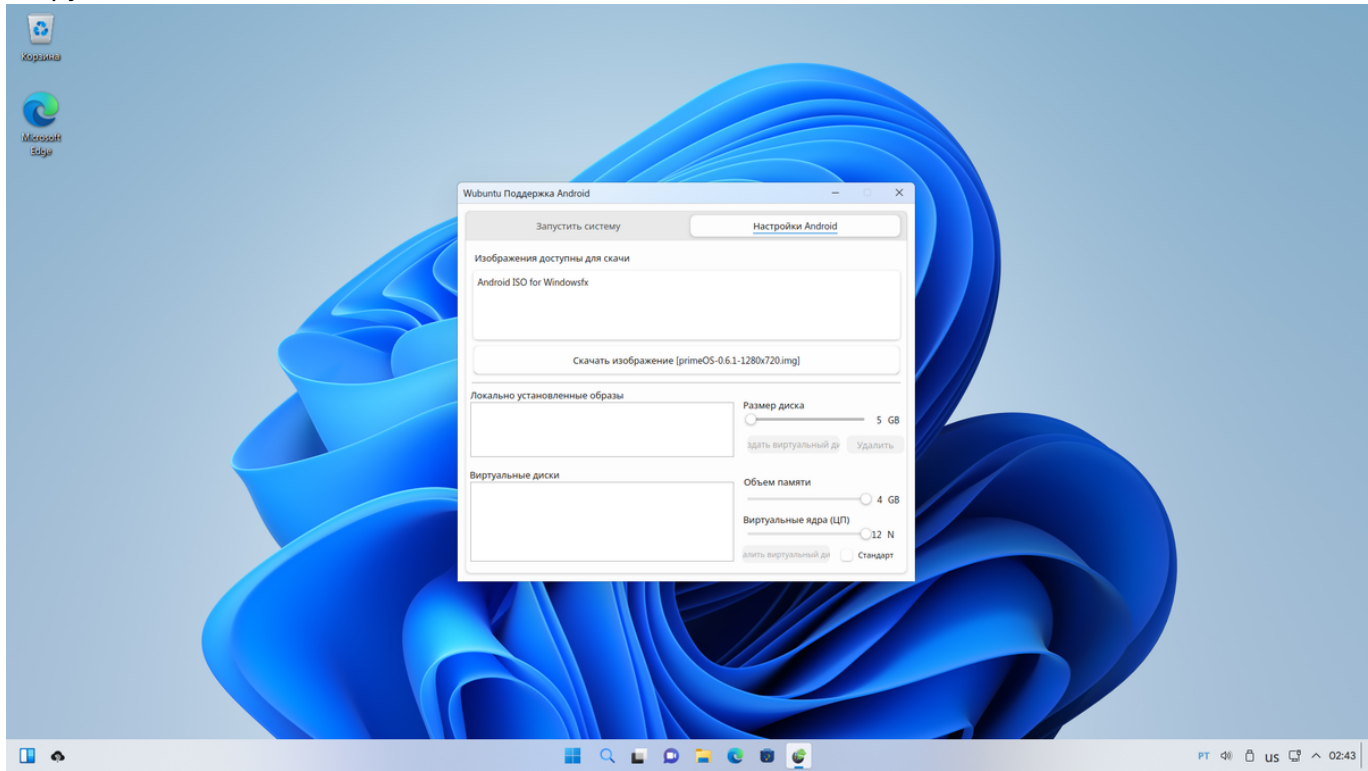 Корзина
Microsoft
Edge
Wubuntu Поддержка Android
Запустить систему
Настройки Android
Изображения доступны для скачи
Android ISO for Windowsfx
Скачать изображение [primeOS-0.6.1-1280x720.img]
Локально установленные образы
Размер диска
5 GB
здать виртуальный ди
Удалить
Виртуальные диски
Объем памяти
4 GB
Виртуальные ядра (ЦП)
12 N
алить виртуальный ди
Стандарт
PT
US
02:43